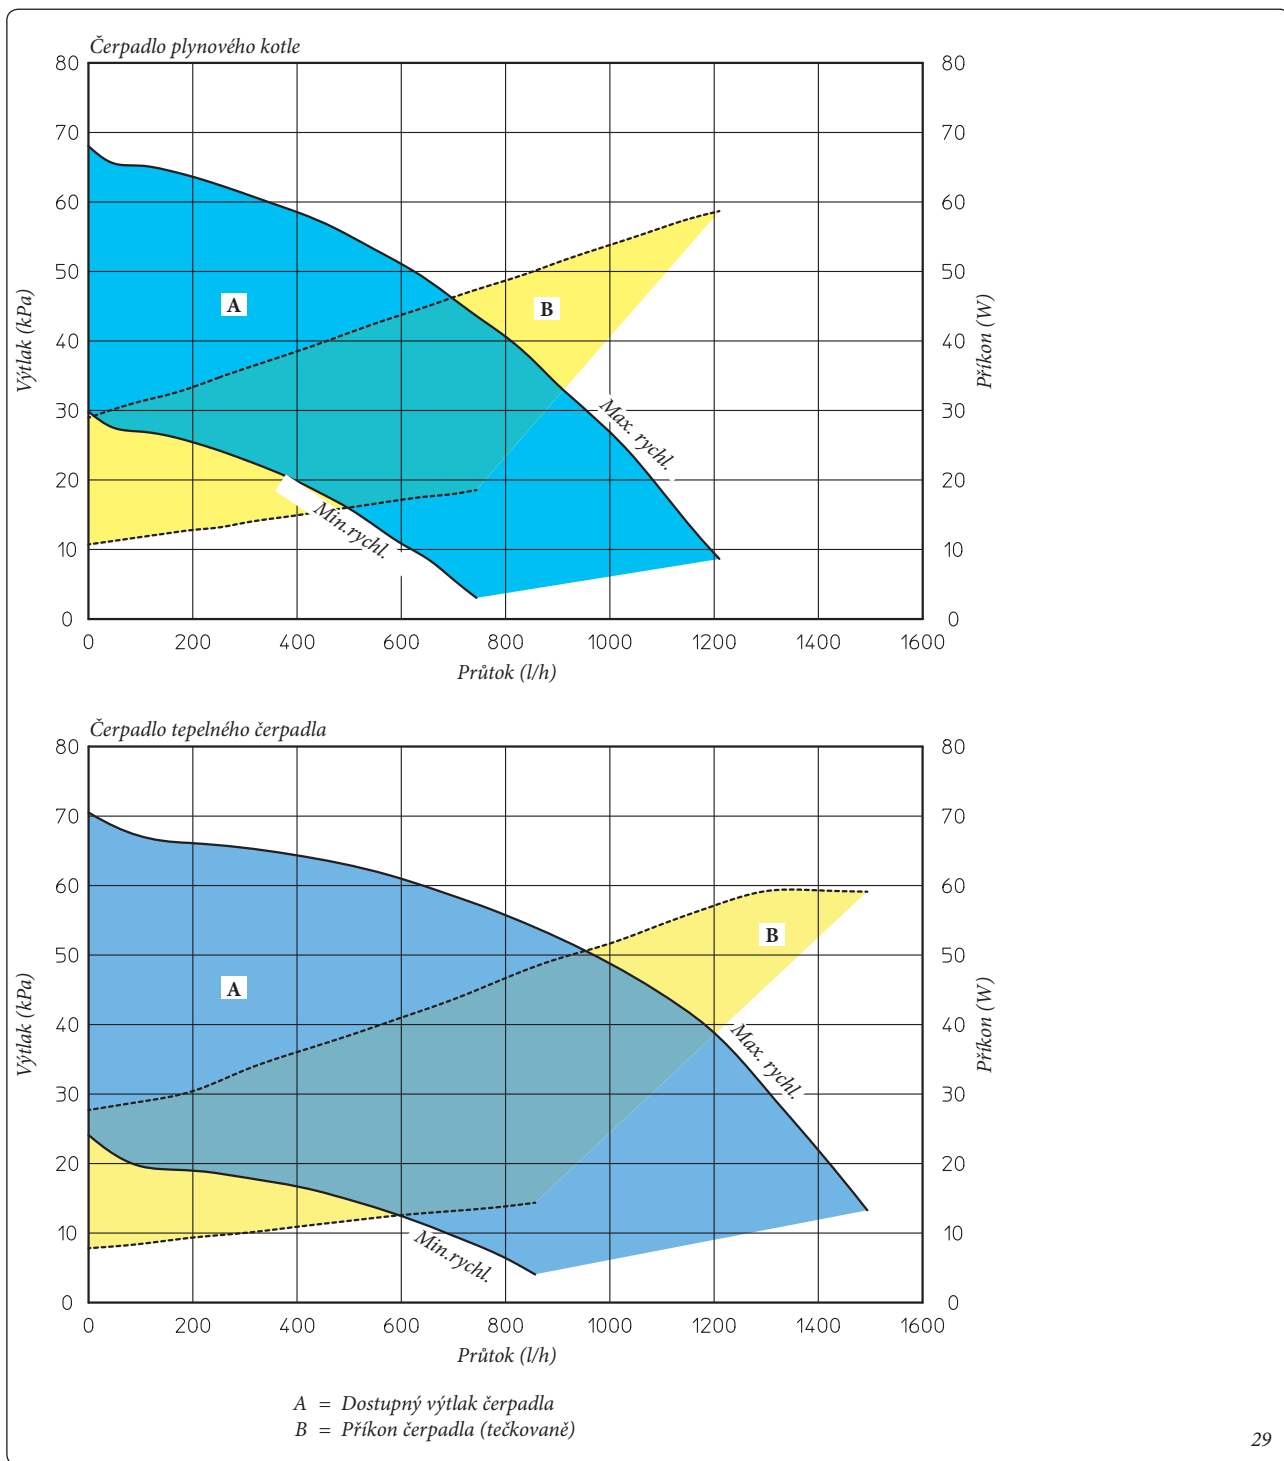 Čerpadlo plynového kotle
80 80
70 70
60 60
50 50
40 40
30 30
20 20
10 10
0 0
Výtlak (kPa)
Příkon (W)
A
B
Max. rychl.
Min.rychl.
0 200 400 600 800 1000 1200 1400 1600
Průtok (l/h)
Čerpadlo tepelného čerpadla
80 80
70 70
60 60
50 50
40 40
30 30
20 20
10 10
0 0
Výtlak (kPa)
Příkon (W)
A
B
Max. rychl.
Min.rychl.
0 200 400 600 800 1000 1200 1400 1600
Průtok (l/h)
A = Dostupný výtlak čerpadla
B = Příkon čerpadla (tečkovaně)
29